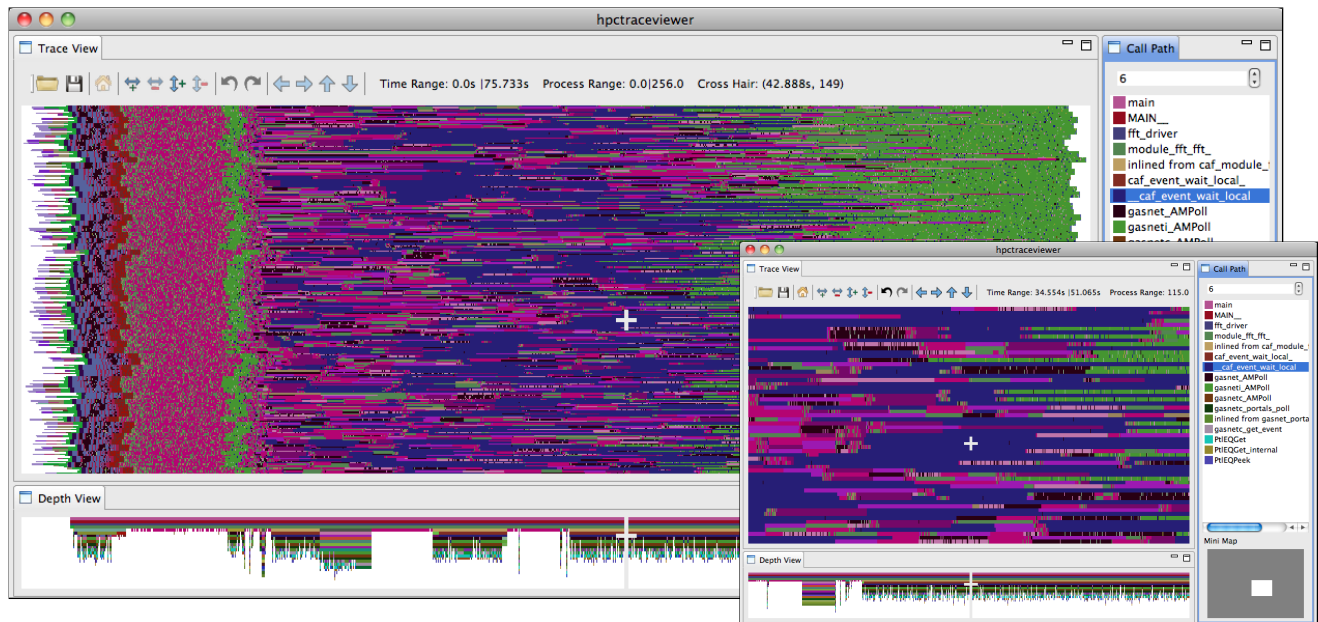 hpctraceviewer
Trace View
Call Path
Time Range: 0.0s |75.733s Process Range: 0.0|256.0 Cross Hair: (42.888s, 149)
6
main
MAIN__
fft_driver
module_fft_fft_
inlined from caf_module_
caf_event_wait_local_
__caf_event_wait_local
gasnet_AMPoll
gasneti_AMPoll
gasnetc_AMPoll
Depth View
hpctraceviewer
Trace View
Call Path
Time Range: 34.554s |51.065s Process Range: 115.0
6
main
MAIN__
fft_driver
module_fft_fft_
inlined from caf_module_
caf_event_wait_local_
__caf_event_wait_local
gasnet_AMPoll
gasneti_AMPoll
gasnetc_AMPoll
gasnetc_portals_poll
inlined from gasnet_porta
gasnetc_get_event
PtlEQGet
PtlEQGet_internal
PtlEQPeek
Mini Map
Depth View